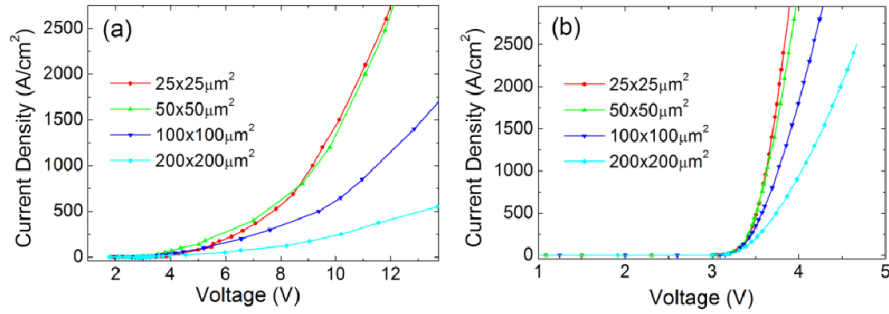 (a)
25x25μm²
50x50μm²
100x100μm²
200x200μm²
Current Density (A/cm²)
2500
2000
1500
1000
500
0
2 4 6 8 10 12
Voltage (V)
(b)
25x25μm²
50x50μm²
100x100μm²
200x200μm²
Current Density (A/cm²)
2500
2000
1500
1000
500
0
1 2 3 4 5
Voltage (V)